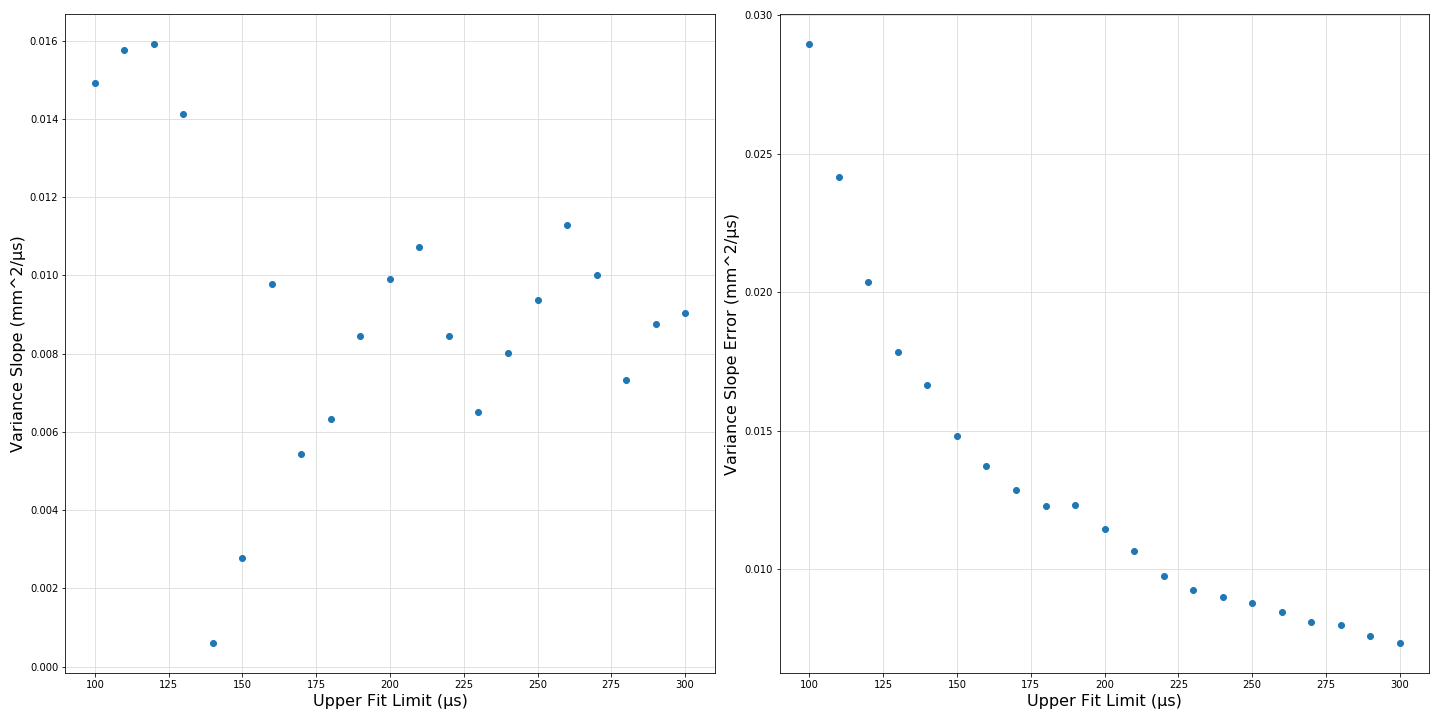 0.016
0.014
0.012
0.010
0.008
0.006
0.004
0.002
0.000
Variance Slope (mm^2/μs)
100 125 150 175 200 225 250 275 300
Upper Fit Limit (μs)
0.030
0.025
0.020
0.015
0.010
Variance Slope Error (mm^2/μs)
100 125 150 175 200 225 250 275 300
Upper Fit Limit (μs)